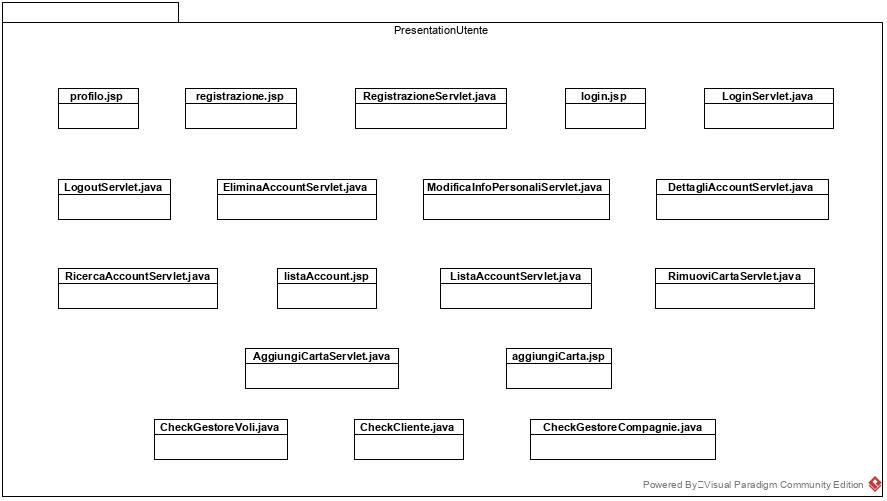 PresentationUtente
profilo.jsp
registrazione.jsp
RegistrazioneServlet.java
login.jsp
LoginServlet.java
LogoutServlet.java
EliminaAccountServlet.java
ModificaInfoPersonaliServlet.java
DettagliAccountServlet.java
RicercaAccountServlet.java
listaAccount.jsp
ListaAccountServlet.java
RimuoviCartaServlet.java
AggiungiCartaServlet.java
aggiungiCarta.jsp
CheckGestoreVoli.java
CheckCliente.java
CheckGestoreCompagnie.java
Powered By Visual Paradigm Community Edition